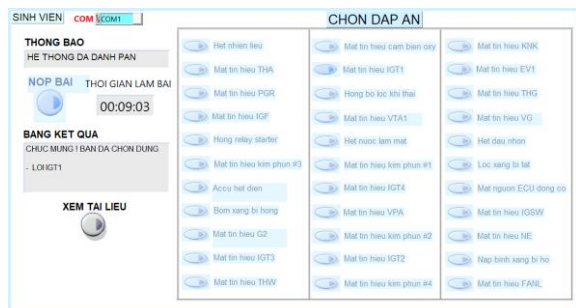 SINH VIEN COM COM1
CHON DAP AN
THONG BAO
HE THONG DA DANH PAN
NOP BAI THOI GIAN LAM BAI
00:09:03
BANG KET QUA
CHUC MUNG ! BAN DA CHON DUNG
- LOI IGT1
XEM TAI LIEU
Het nhien lieu
Mat tin hieu THA
Mat tin hieu PGR
Mat tin hieu IGF
Hong relay starter
Mat tin hieu kim phun #3
Accu het dien
Bom xang bi hong
Mat tin hieu G2
Mat tin hieu IGT3
Mat tin hieu THW
Mat tin hieu cam bien oxy
Mat tin hieu IGT1
Hong bo loc khi thai
Mat tin hieu VTA1
Het nuoc lam mat
Mat tin hieu kim phun #1
Mat tin hieu IGT4
Mat tin hieu VPA
Mat tin hieu kim phun #2
Mat tin hieu IGT2
Mat tin hieu kim phun #4
Mat tin hieu KNK
Mat tin hieu EV1
Mat tin hieu THG
Mat tin hieu VG
Het dau nhon
Loc xang bi tat
Mat nguon ECU dong co
Mat tin hieu IGSW
Mat tin hieu NE
Nap binh xang bi ho
Mat tin hieu FANL